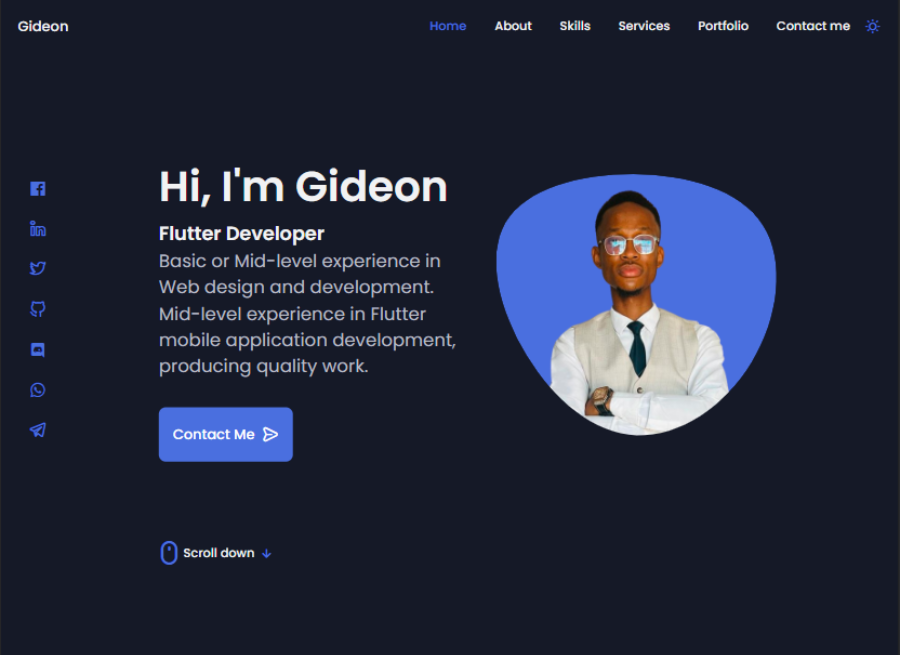 Gideon
Home About Skills Services Portfolio Contact me
Hi, I'm Gideon
Flutter Developer
Basic or Mid-level experience in
Web design and development.
Mid-level experience in Flutter
mobile application development,
producing quality work.
Contact Me
Scroll down